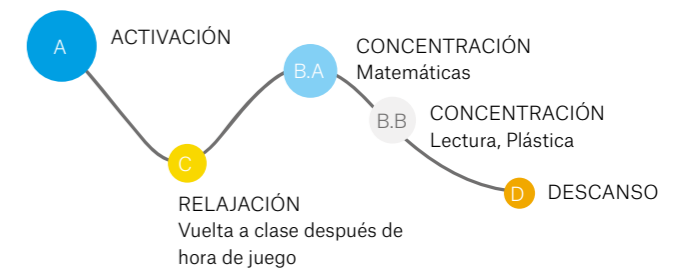 A
ACTIVACIÓN
B.A
CONCENTRACIÓN
Matemáticas
B.B
CONCENTRACIÓN
Lectura, Plástica
C
RELAJACIÓN
Vuelta a clase después de
hora de juego
D
DESCANSO